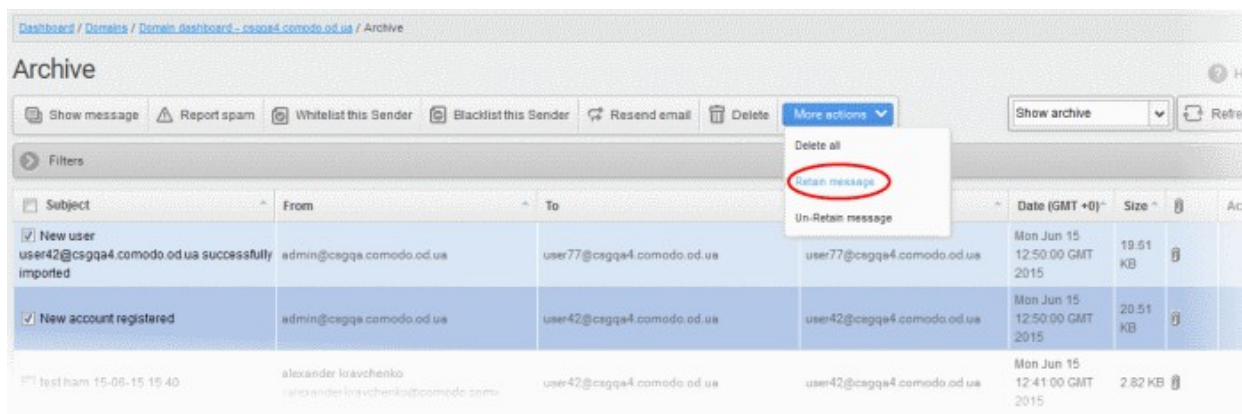 Dashboard / Domains / Domain dashboard - csgqa4.comodo.od.ua / Archive
Archive
H
Show message Report spam Whitelist this Sender Blacklist this Sender Resend email Delete More actions Show archive Refre
Delete all
Filters
Retain message
Un-Retain message
Subject From To Date (GMT +0) Size Ac
New user
user42@csgqa4.comodo.od.ua successfully
imported
admin@csgqa.comodo.od.ua user77@csgqa4.comodo.od.ua user77@csgqa4.comodo.od.ua
Mon Jun 15
12:50:00 GMT
2015
19.51
KB
New account registered admin@csgqa.comodo.od.ua user42@csgqa4.comodo.od.ua user42@csgqa4.comodo.od.ua
Mon Jun 15
12:50:00 GMT
2015
20.51
KB
test ham 15-06-15 15:40
alexander kravchenko
user42@csgqa4.comodo.od.ua user42@csgqa4.comodo.od.ua
Mon Jun 15
12:41:00 GMT
2015
2.82 KB